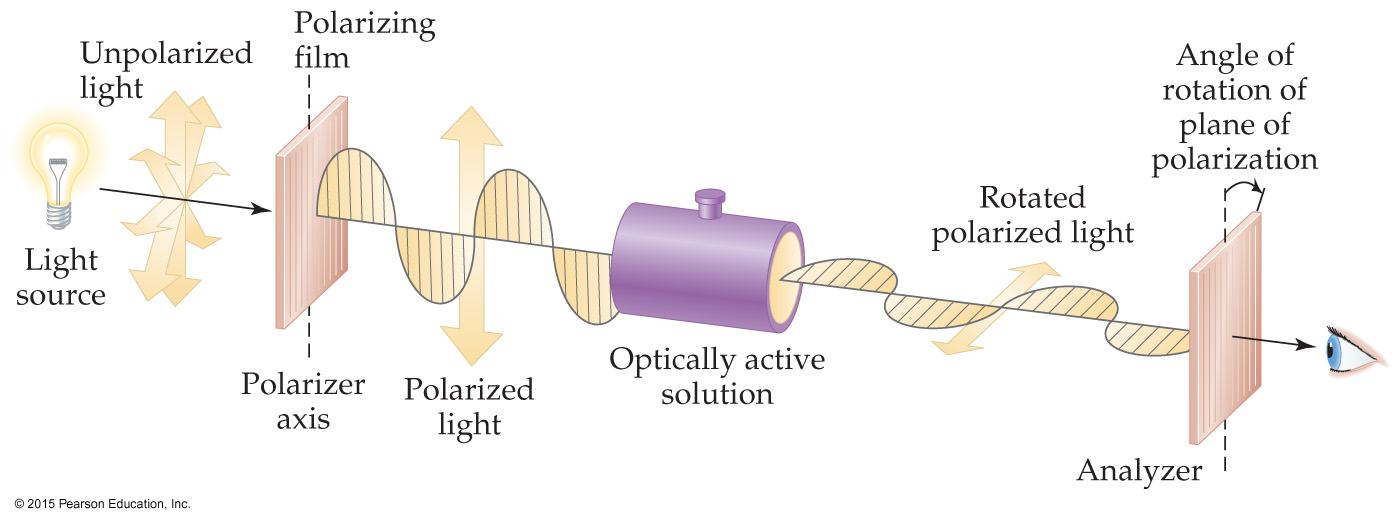 Polarizing
film
Unpolarized
light
Light
source
Polarizer
axis
Polarized
light
Optically active
solution
Rotated
polarized light
Angle of
rotation of
plane of
polarization
Analyzer
© 2015 Pearson Education, Inc.